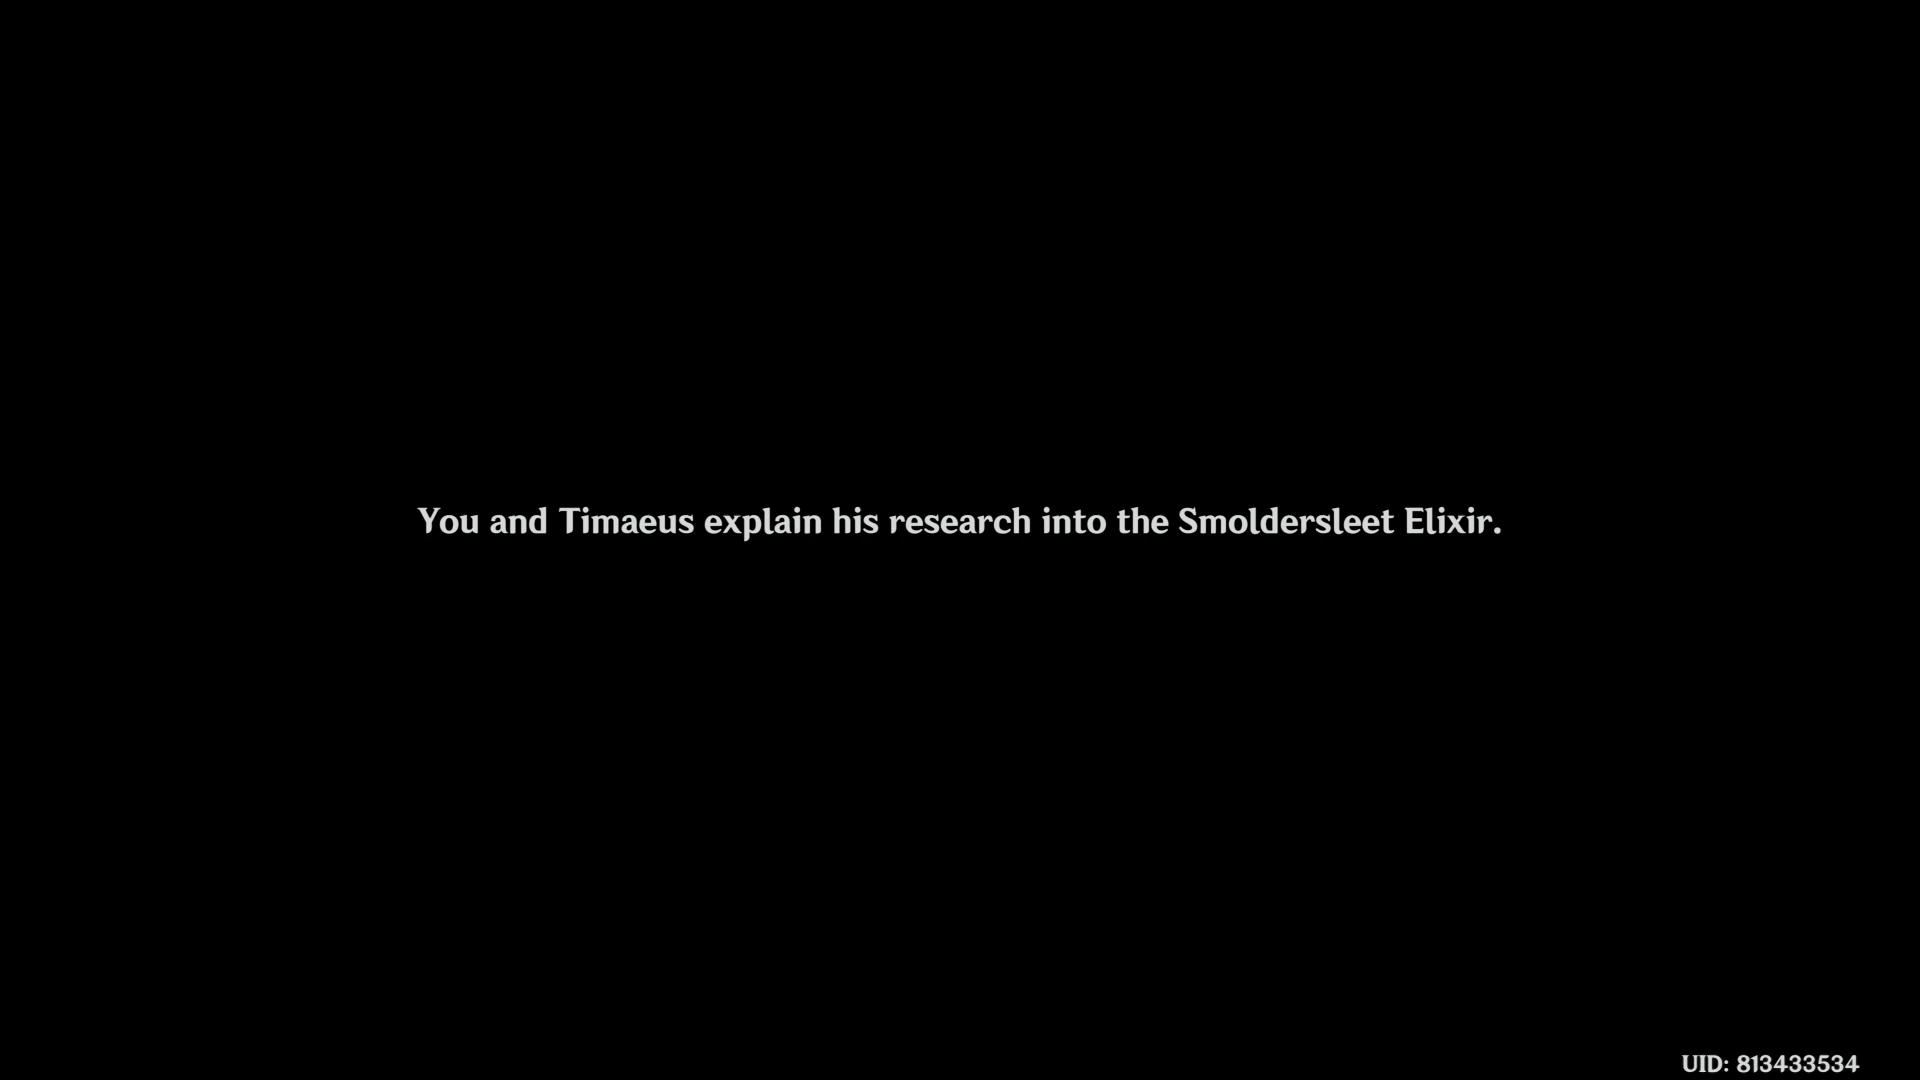 You and Timaeus explain his research into the Smoldersleet Elixir.
UID: 813433534